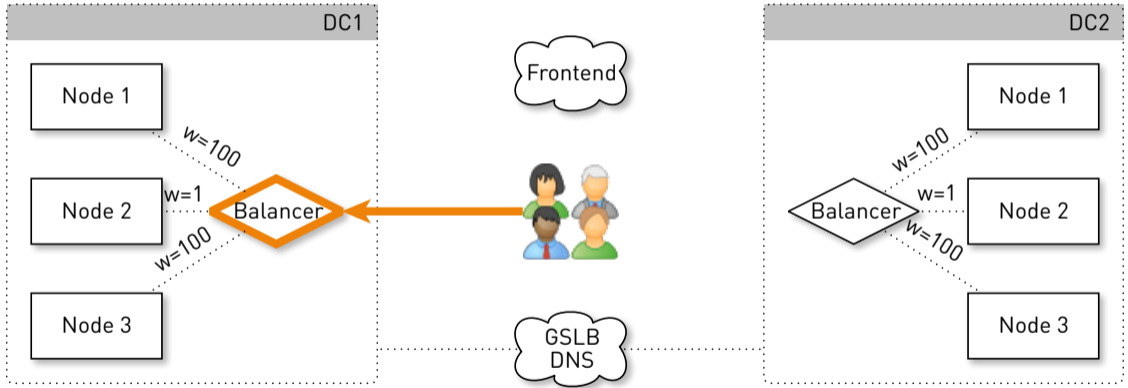 DC1
Node 1
w=100
w=1
Node 2
Balancer
w=100
Node 3
Frontend
GSLB
DNS
DC2
Node 1
w=100
Balancer
w=1
Node 2
w=100
Node 3